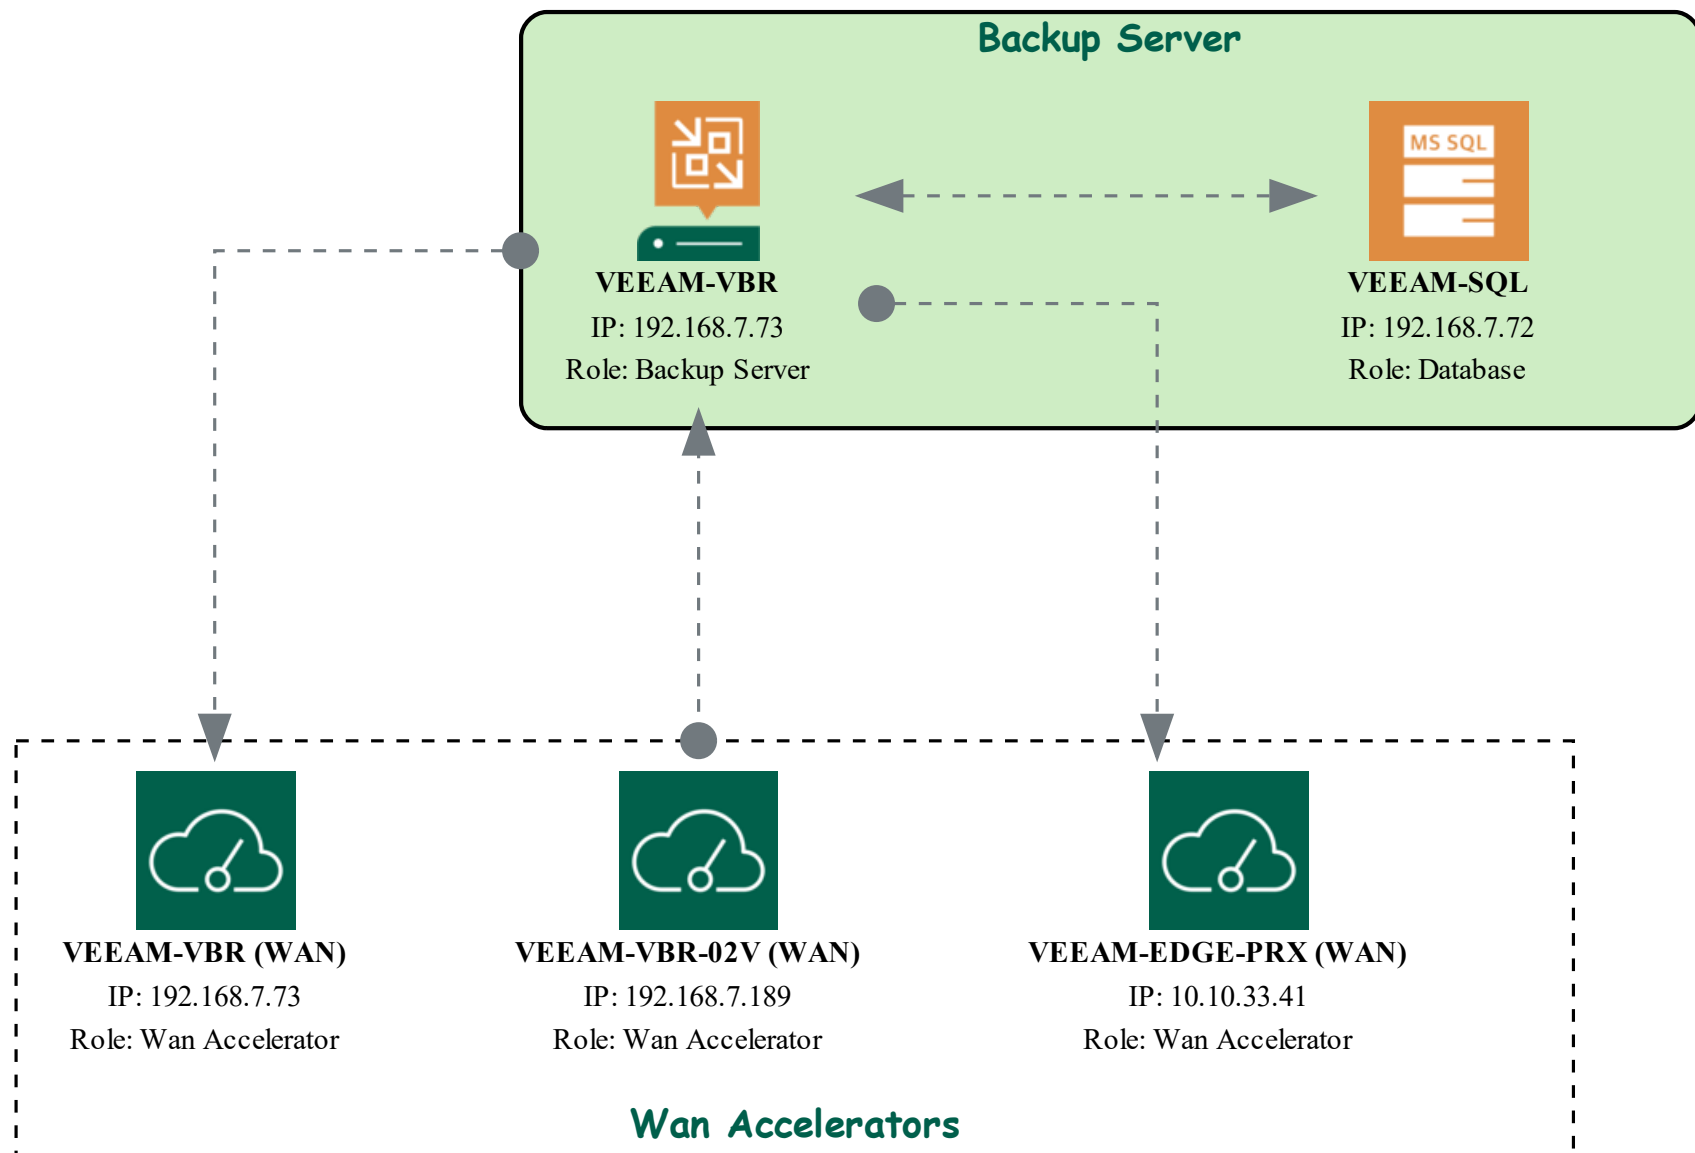 Backup Server
MS SQL
VEEAM-VBR
IP: 192.168.7.73
Role: Backup Server
VEEAM-SQL
IP: 192.168.7.72
Role: Database
VEEAM-VBR (WAN)
IP: 192.168.7.73
Role: Wan Accelerator
VEEAM-VBR-02V (WAN)
IP: 192.168.7.189
Role: Wan Accelerator
VEEAM-EDGE-PRX (WAN)
IP: 10.10.33.41
Role: Wan Accelerator
Wan Accelerators